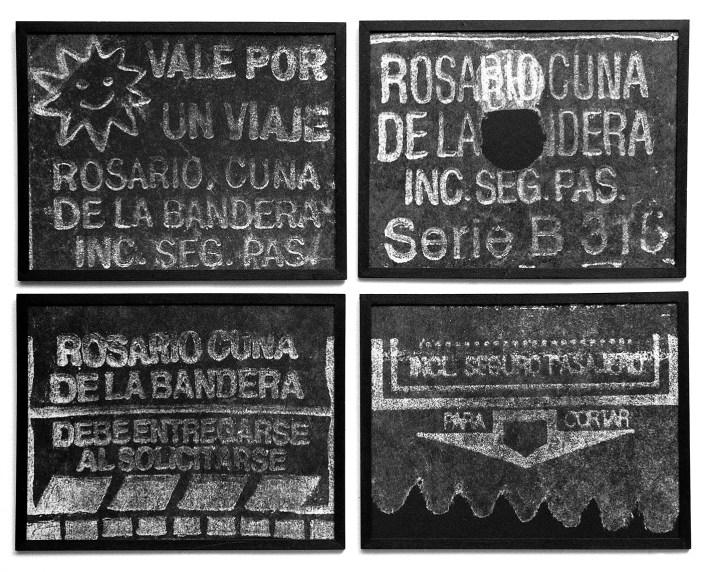 VALE POR
UN VIAJE
ROSARIO, CUNA
DE LA BANDERA
INC. SEG. PAS.
ROSARIO CUNA
DE LA BANDERA
INC. SEG. PAS.
Serie B 316
ROSARIO CUNA
DE LA BANDERA
DEBE ENTREGARSE
AL SOLICITARSE
INCL. SEGURO PASAJERO
PARA CORTAR